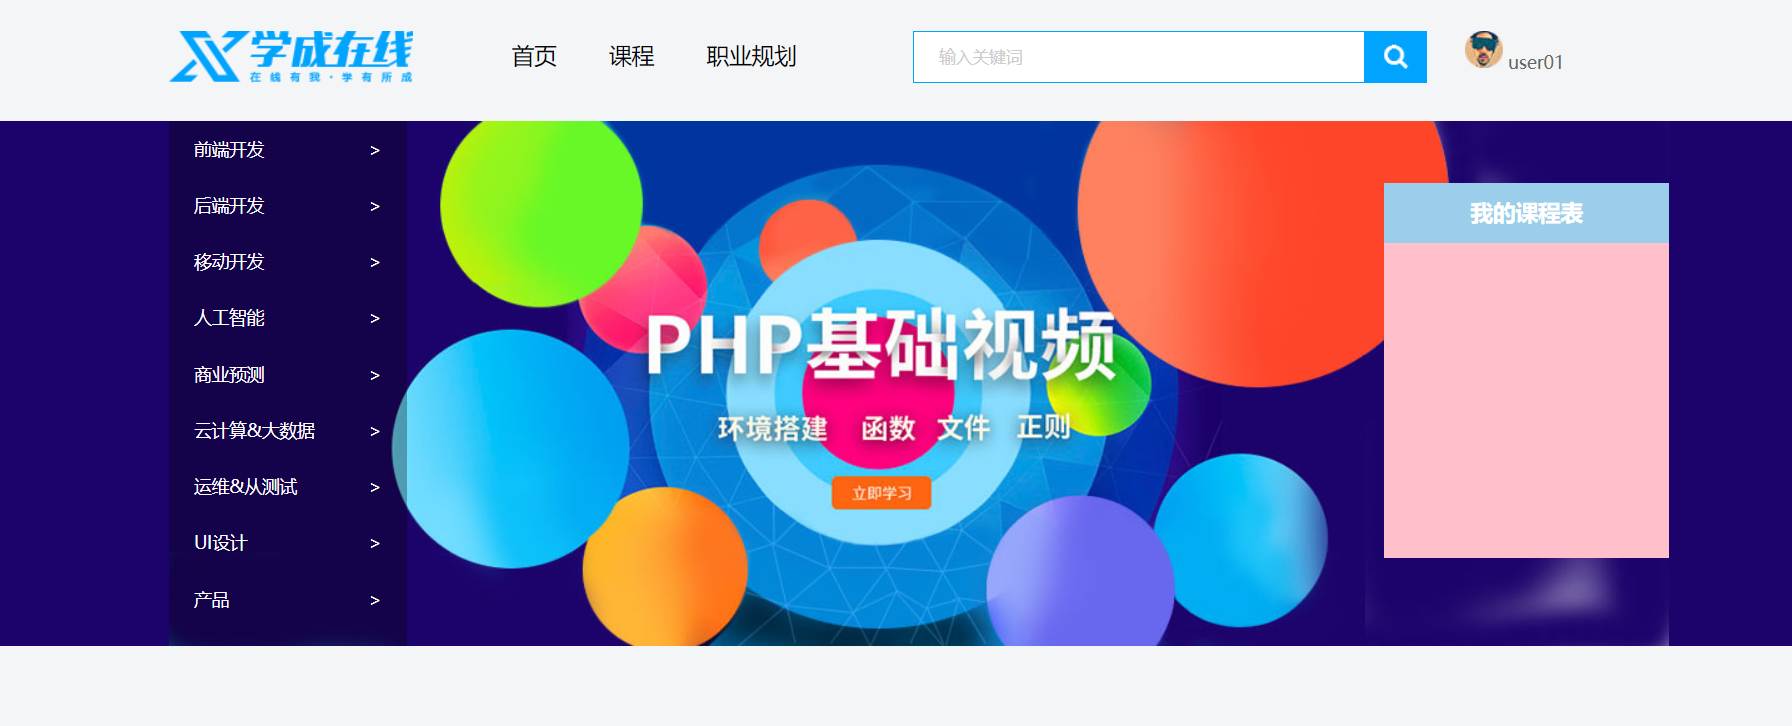 学成在线
在线有我·学有所成
首页 课程 职业规划
输入关键词
user01
前端开发 >
后端开发 >
移动开发 >
人工智能 >
商业预测 >
云计算&大数据 >
运维&从测试 >
UI设计 >
产品 >
PHP基础视频
环境搭建 函数 文件 正则
立即学习
我的课程表